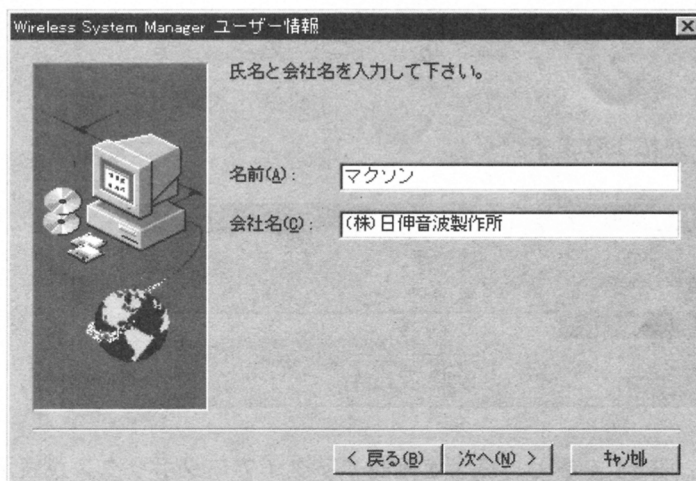 Wireless System Manager ユーザー情報
氏名と会社名を入力して下さい。
名前(A): マクソン
会社名(C): (株)日伸音波製作所
< 戻る(B) 次へ(N) > ｷｬﾝｾﾙ